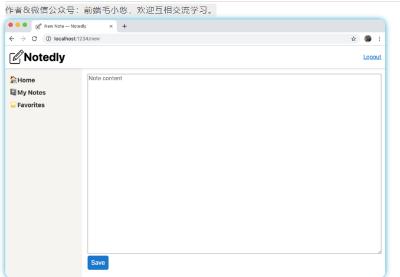 作者&微信公众号：前端毛小悠，欢迎互相交流学习。
New Note — Notedly
localhost:1234/new
Notedly
Logout
Home
My Notes
Favorites
Note content
Save